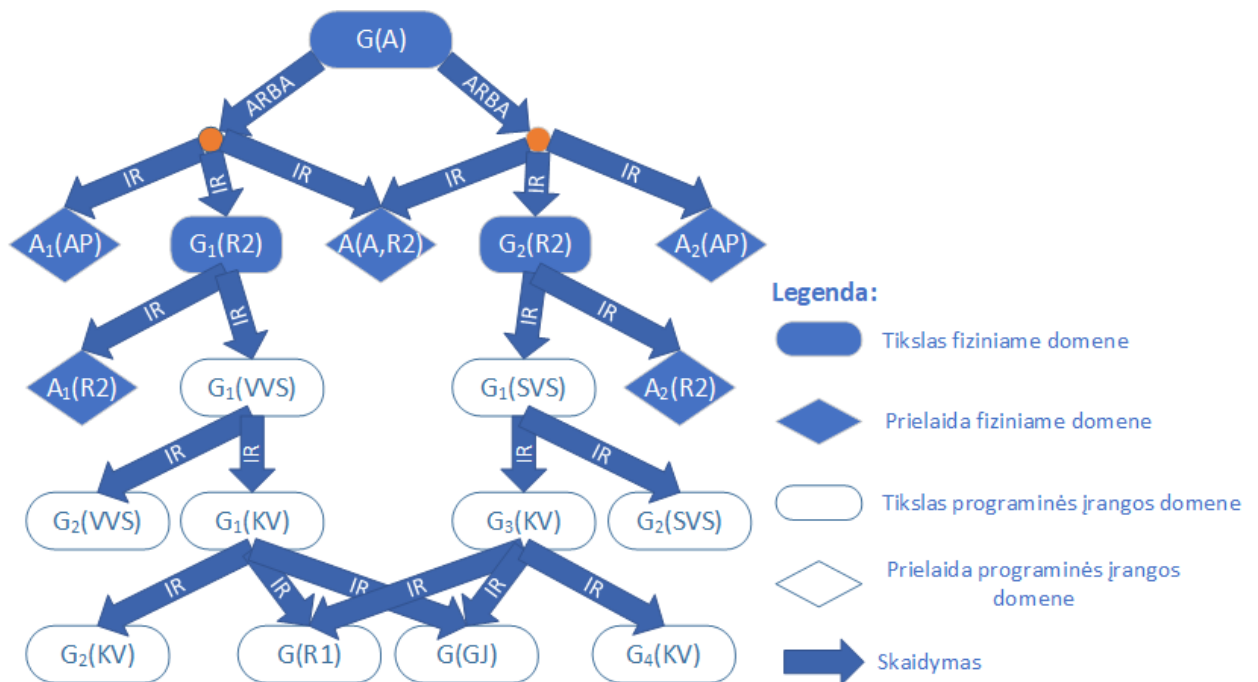 G(A)
ARBA
ARBA
IR
IR
IR
IR
IR
IR
A₁(AP)
G₁(R2)
A(A,R2)
G₂(R2)
A₂(AP)
IR
IR
IR
IR
A₁(R2)
G₁(VVS)
G₁(SVS)
A₂(R2)
IR
IR
IR
IR
G₂(VVS)
G₁(KV)
G₃(KV)
G₂(SVS)
IR
IR
IR
IR
IR
IR
G₂(KV)
G(R1)
G(GJ)
G₄(KV)
Legenda:
Tikslas fiziniame domene
Prielaida fiziniame domene
Tikslas programinės įrangos domene
Prielaida programinės įrangos
domene
Skaidymas